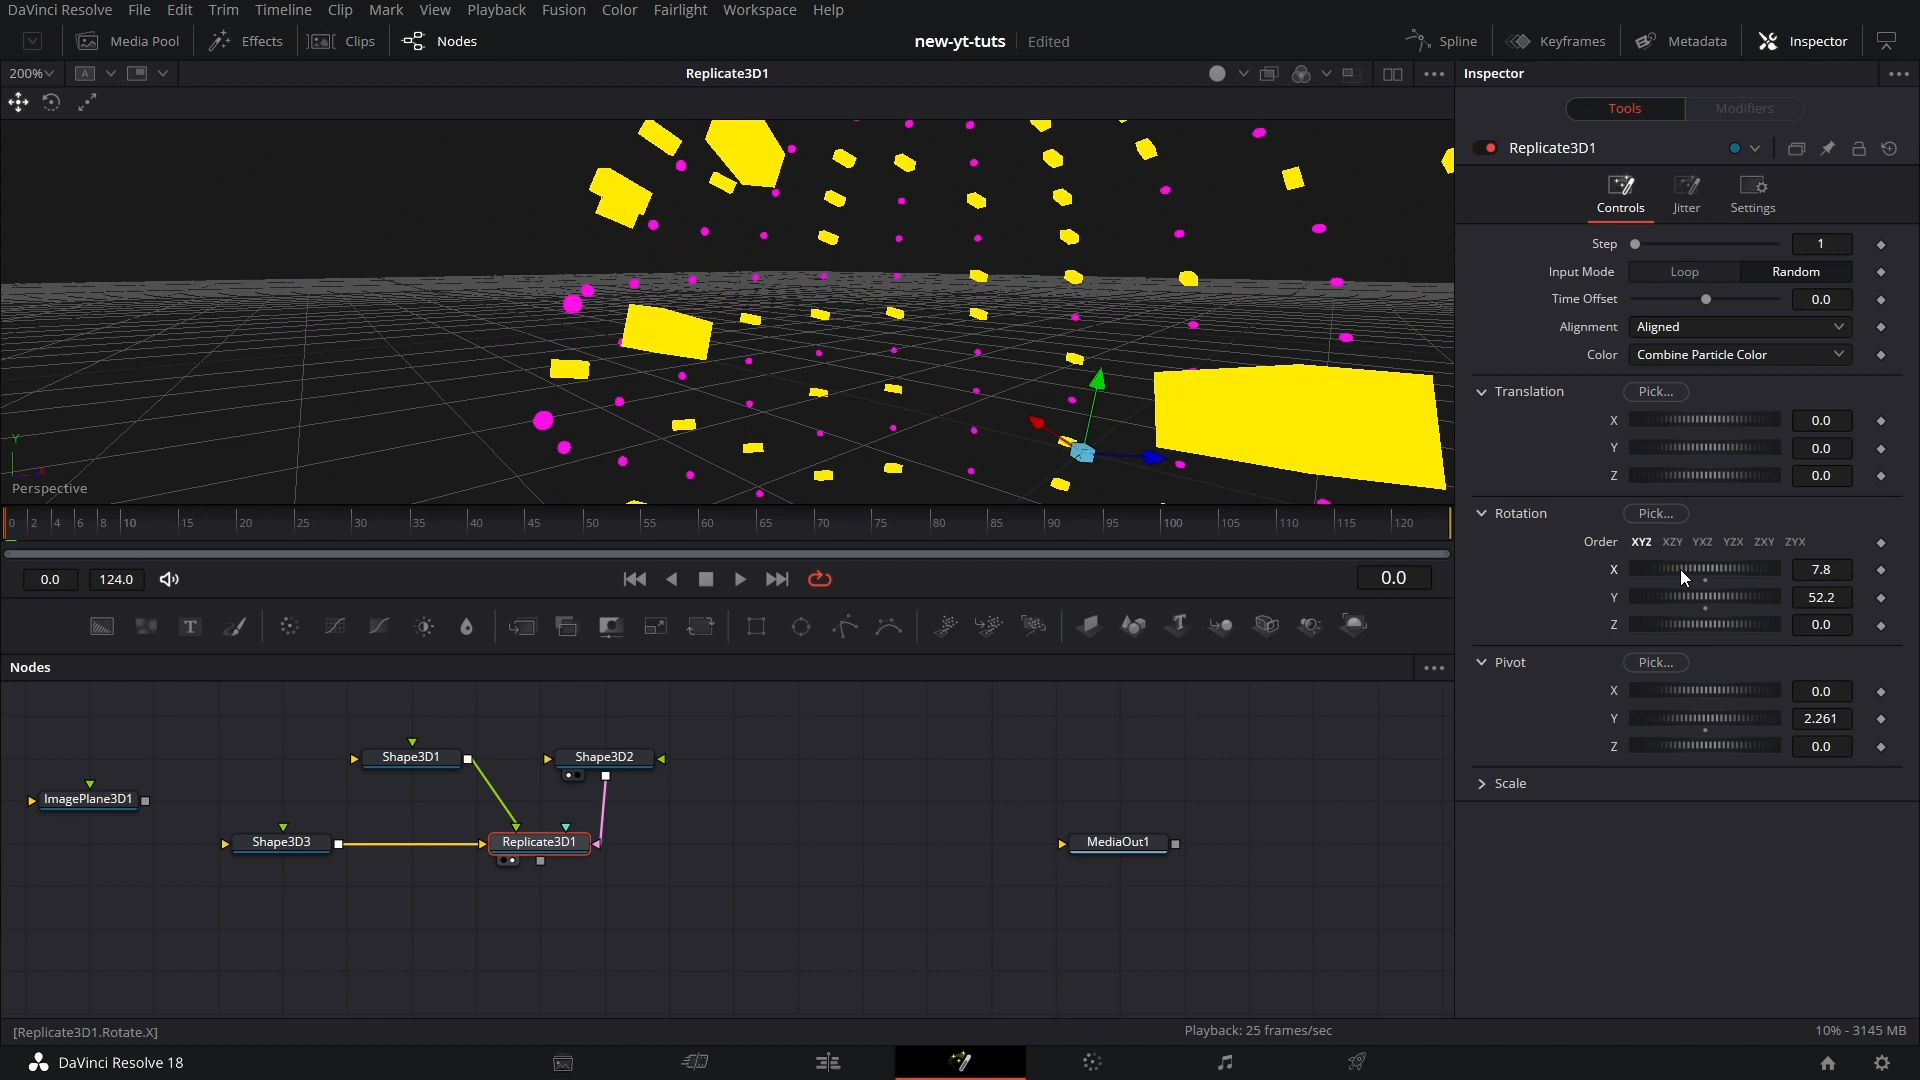 DaVinci Resolve File Edit Trim Timeline Clip Mark View Playback Fusion Color Fairlight Workspace Help
Media Pool Effects Clips Nodes new-yt-tuts Edited Spline Keyframes Metadata Inspector
200% A Replicate3D1 Inspector
Tools Modifiers
Replicate3D1
Controls Jitter Settings
Step 1
Input Mode Loop Random
Time Offset 0.0
Alignment Aligned
Color Combine Particle Color
Translation Pick...
X 0.0
Y 0.0
Z 0.0
Y
X
Perspective
0 2 4 6 8 10 15 20 25 30 35 40 45 50 55 60 65 70 75 80 85 90 95 100 105 110 115 120
0.0 124.0 0.0
Rotation Pick...
Order XYZ XZY YXZ YZX ZXY ZYX
X 7.8
Y 52.2
Z 0.0
T T
Nodes
Pivot Pick...
X 0.0
Y 2.261
Z 0.0
Scale
Shape3D1 Shape3D2
ImagePlane3D1
Shape3D3 Replicate3D1 MediaOut1
[Replicate3D1.Rotate.X] Playback: 25 frames/sec 10% - 3145 MB
DaVinci Resolve 18